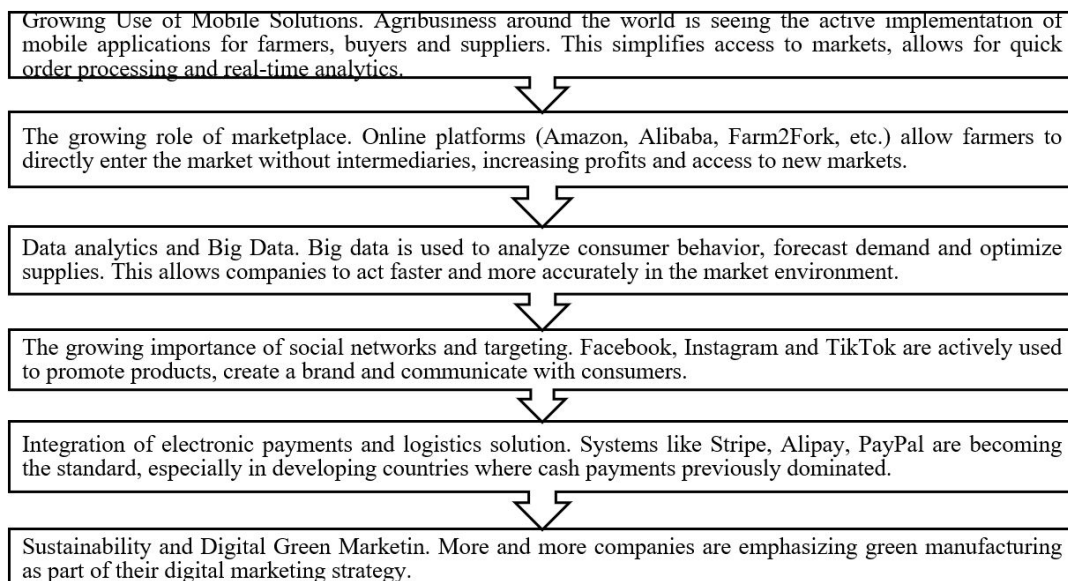 Growing Use of Mobile Solutions. Agribusiness around the world is seeing the active implementation of
mobile applications for farmers, buyers and suppliers. This simplifies access to markets, allows for quick
order processing and real-time analytics.
The growing role of marketplace. Online platforms (Amazon, Alibaba, Farm2Fork, etc.) allow farmers to
directly enter the market without intermediaries, increasing profits and access to new markets.
Data analytics and Big Data. Big data is used to analyze consumer behavior, forecast demand and optimize
supplies. This allows companies to act faster and more accurately in the market environment.
The growing importance of social networks and targeting. Facebook, Instagram and TikTok are actively used
to promote products, create a brand and communicate with consumers.
Integration of electronic payments and logistics solution. Systems like Stripe, Alipay, PayPal are becoming
the standard, especially in developing countries where cash payments previously dominated.
Sustainability and Digital Green Marketin. More and more companies are emphasizing green manufacturing
as part of their digital marketing strategy.